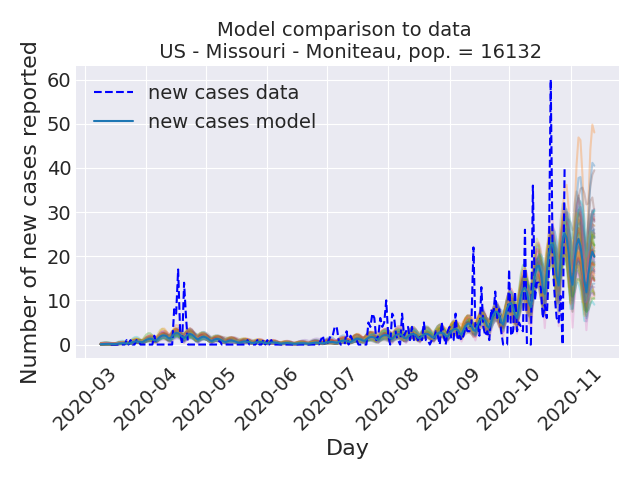 Model comparison to data
US - Missouri - Moniteau, pop. = 16132
Number of new cases reported
60
50
40
30
20
10
0
new cases data
new cases model
2020-03
2020-04
2020-05
2020-06
2020-07
2020-08
2020-09
2020-10
2020-11
Day